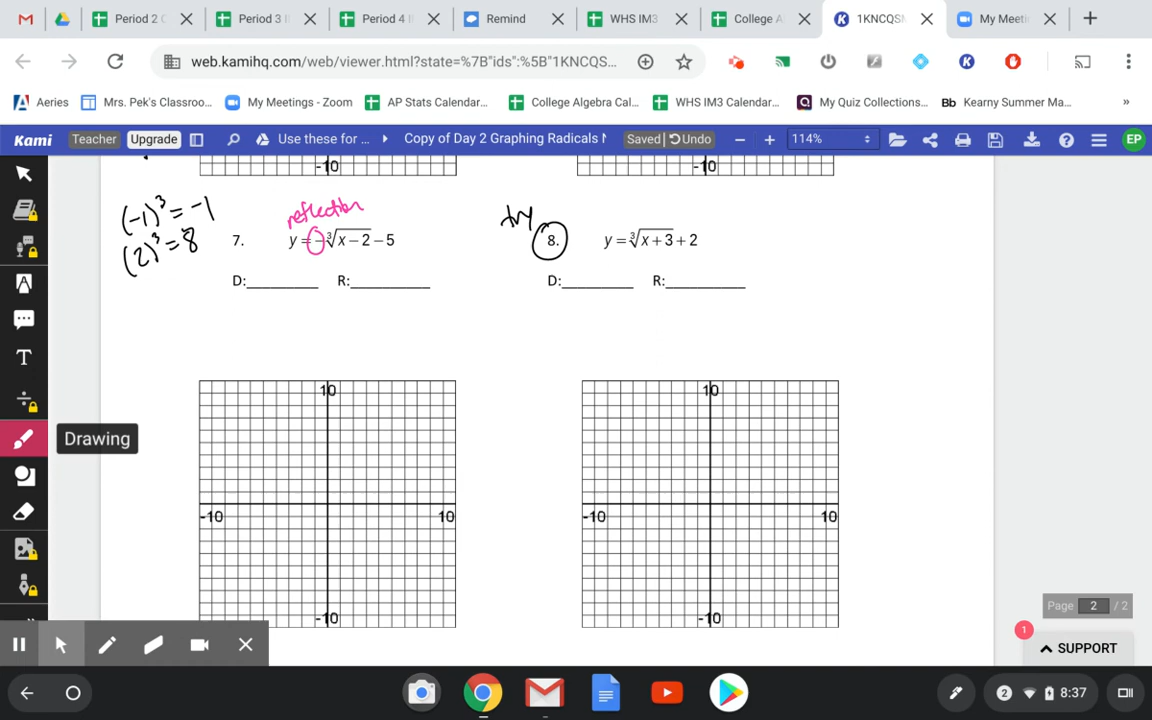 Period 2 C
Period 3 I
Period 4 I
Remind
WHS IM3
College A
1KNCQS
My Meeti
web.kamihq.com/web/viewer.html?state=%7B"ids":%5B"1KNCQS...
Aeries
Mrs. Pek's Classroo...
My Meetings - Zoom
AP Stats Calendar...
College Algebra Cal...
WHS IM3 Calendar...
My Quiz Collections...
Bb Kearny Summer Ma...
»
Kami
Teacher
Upgrade
Use these for ...
Copy of Day 2 Graphing Radicals N
Saved
Undo
114%
EP
-10
-10
(-1)³ = -1
(2)³ = 8
reflection
7. y = -∛(x - 2) - 5
D:__________ R:___________
try
8. y = ∛(x + 3) + 2
D:__________ R:___________
Drawing
10
-10
10
-10
10
-10
10
-10
Page 2 / 2
1
SUPPORT
2
8:37